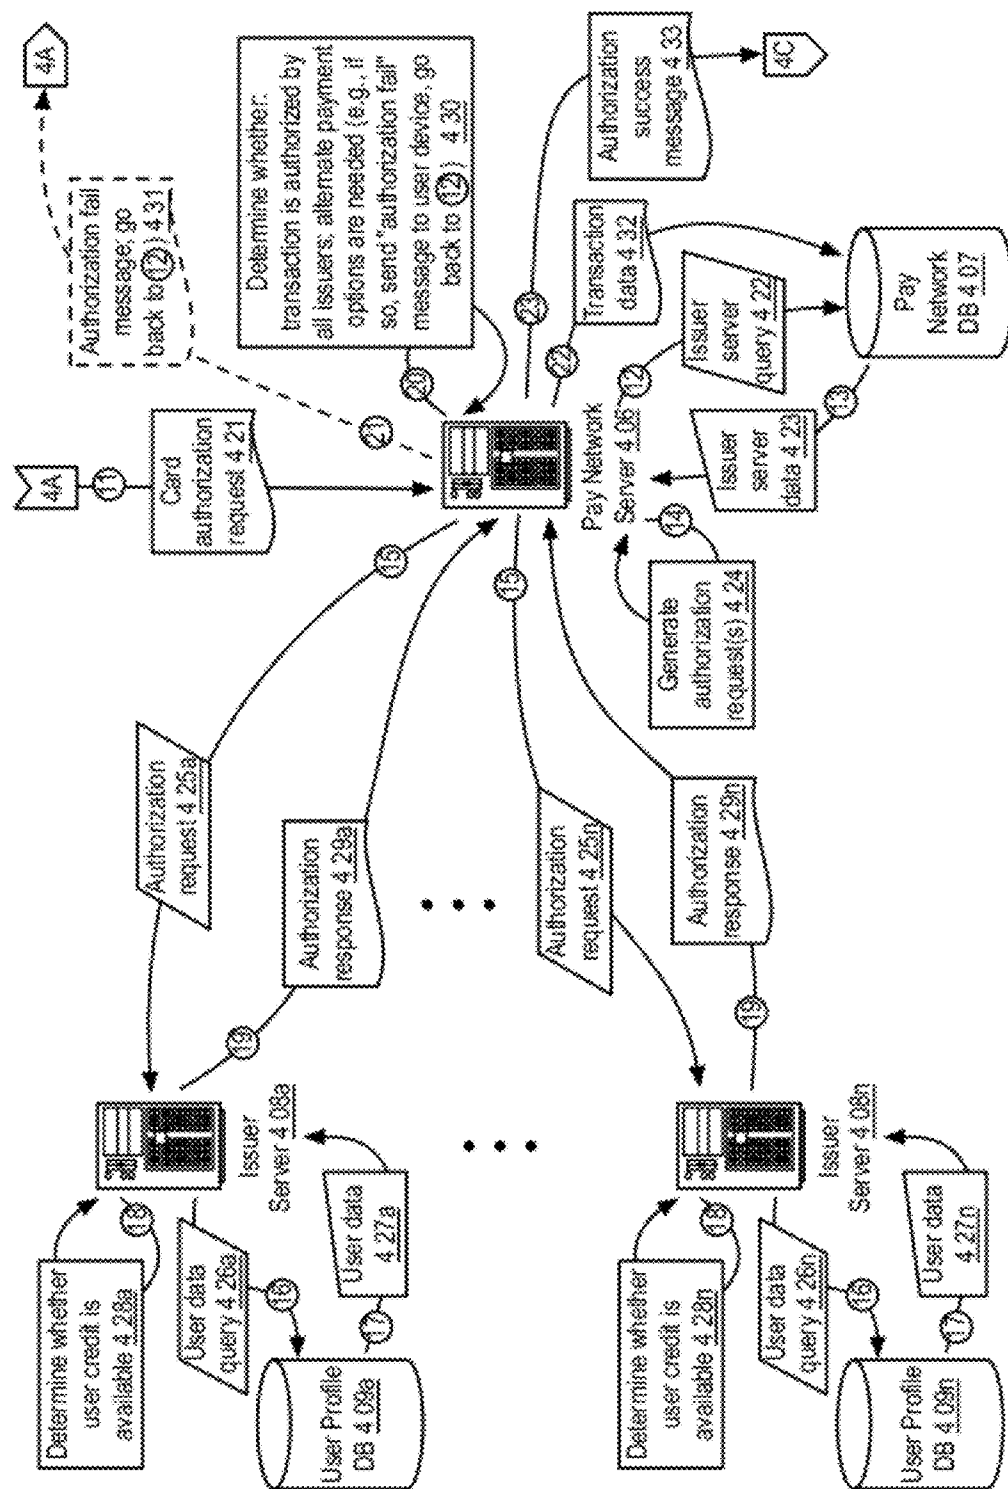 4A
11
Card
authorization
request 4 21
Authorization fail
message; go
back to 12) 4 31
4A
21
Determine whether:
transaction is authorized by
all issuers; alternate payment
options are needed (e.g., if
so, send "authorization fail"
message to user device, go
back to 12) ) 4 30
20
23
Authorization
success
message 4 33
4C
22
Transaction
data 4 32
Pay Network
Server 4 06
12
Issuer
server
query 4 22
Pay
Network
DB 4 07
13
Issuer
server
data 4 23
14
Generate
authorization
request(s) 4 24
15
Authorization
request 4 25a
19
Authorization
response 4 29a
15
Authorization
request 4 25n
19
Authorization
response 4 29n
Issuer
Server 4 08a
Determine whether
user credit is
available 4 28a
18
User data
query 4 26a
16
User Profile
DB 4 09a
17
User data
4 27a
Issuer
Server 4 08n
Determine whether
user credit is
available 4 28n
18
User data
query 4 26n
16
User Profile
DB 4 09n
17
User data
4 27n